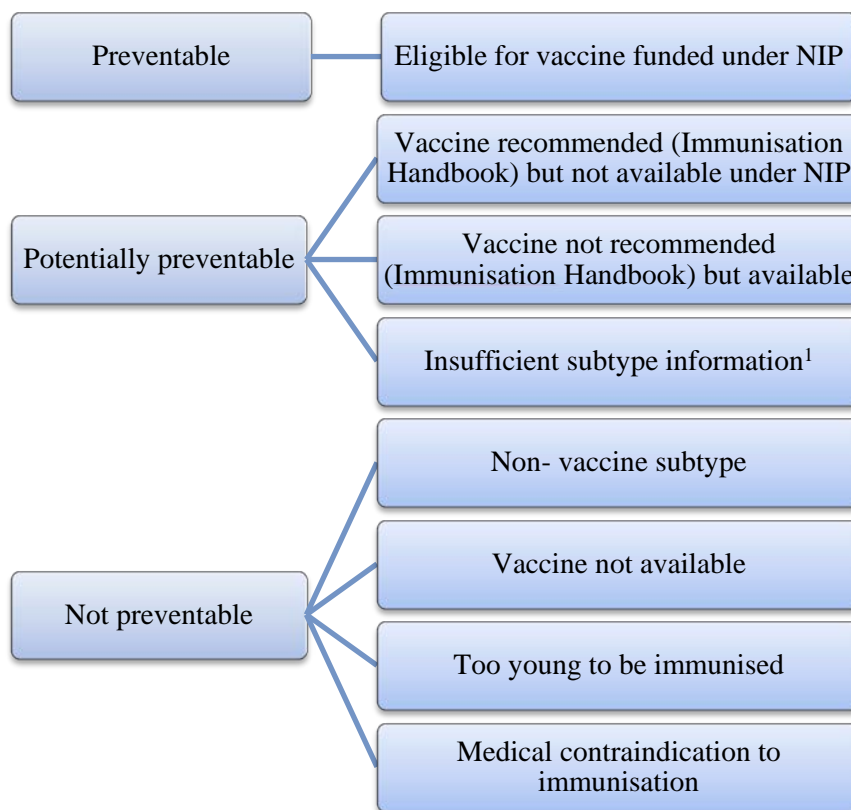 Preventable
Eligible for vaccine funded under NIP
Vaccine recommended (Immunisation
Handbook) but not available under NIP
Potentially preventable
Vaccine not recommended
(Immunisation Handbook) but available
Insufficient subtype information¹
Non- vaccine subtype
Vaccine not available
Not preventable
Too young to be immunised
Medical contraindication to
immunisation